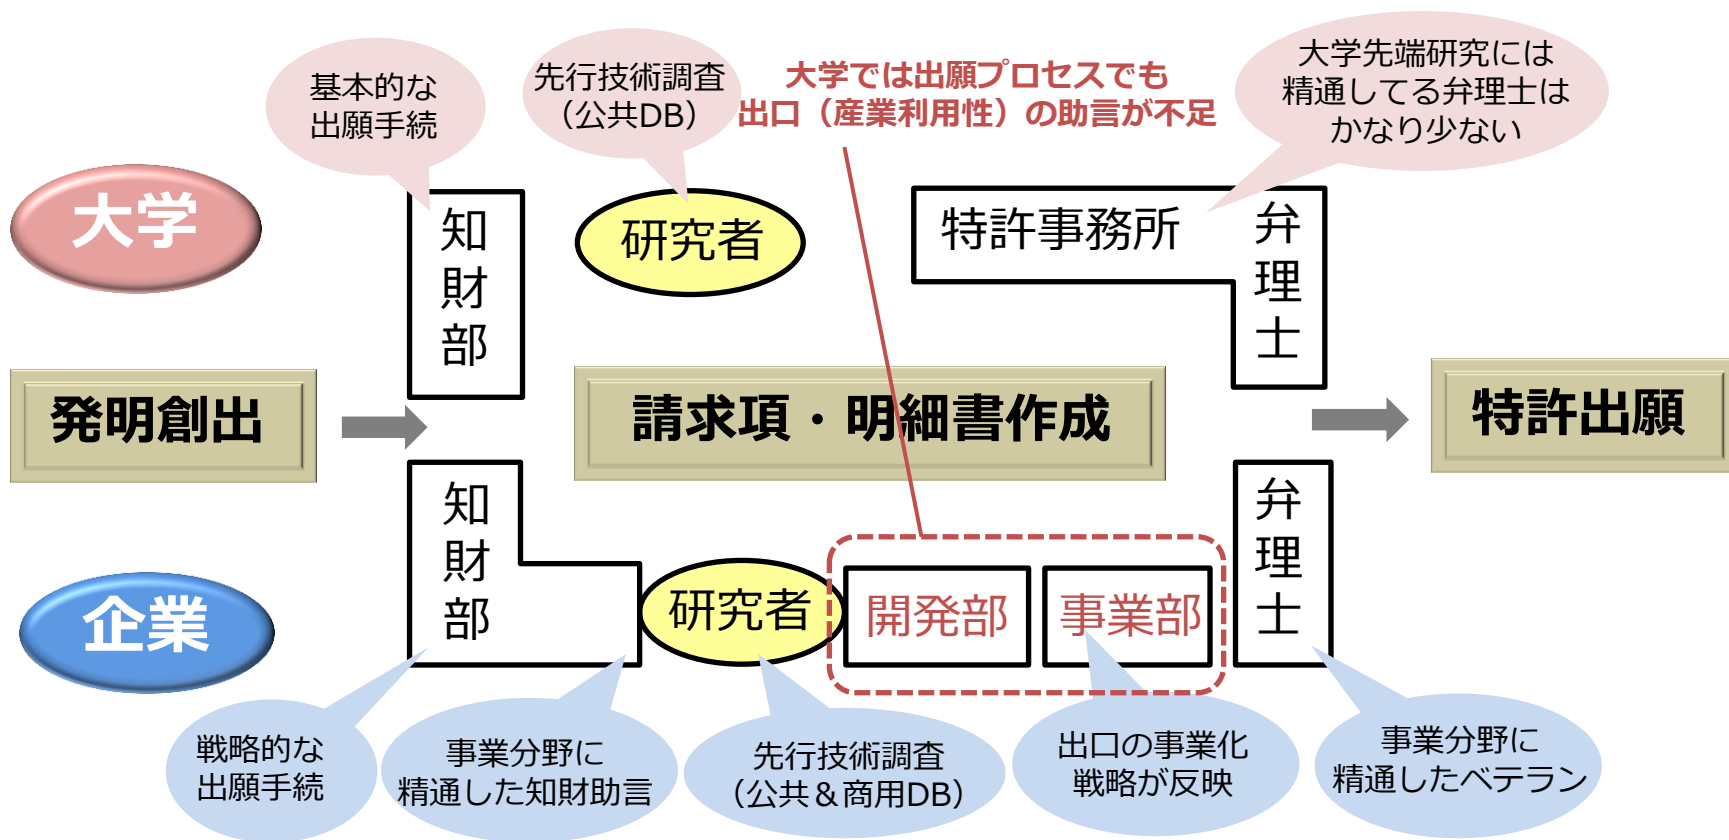 基本的な
出願手続
先行技術調査
（公共DB）
大学では出願プロセスでも
出口（産業利用性）の助言が不足
大学先端研究には
精通してる弁理士は
かなり少ない
大学
知財部
研究者
特許事務所
弁理士
発明創出
請求項・明細書作成
特許出願
企業
知財部
研究者
開発部
事業部
弁理士
戦略的な
出願手続
事業分野に
精通した知財助言
先行技術調査
（公共＆商用DB）
出口の事業化
戦略が反映
事業分野に
精通したベテラン